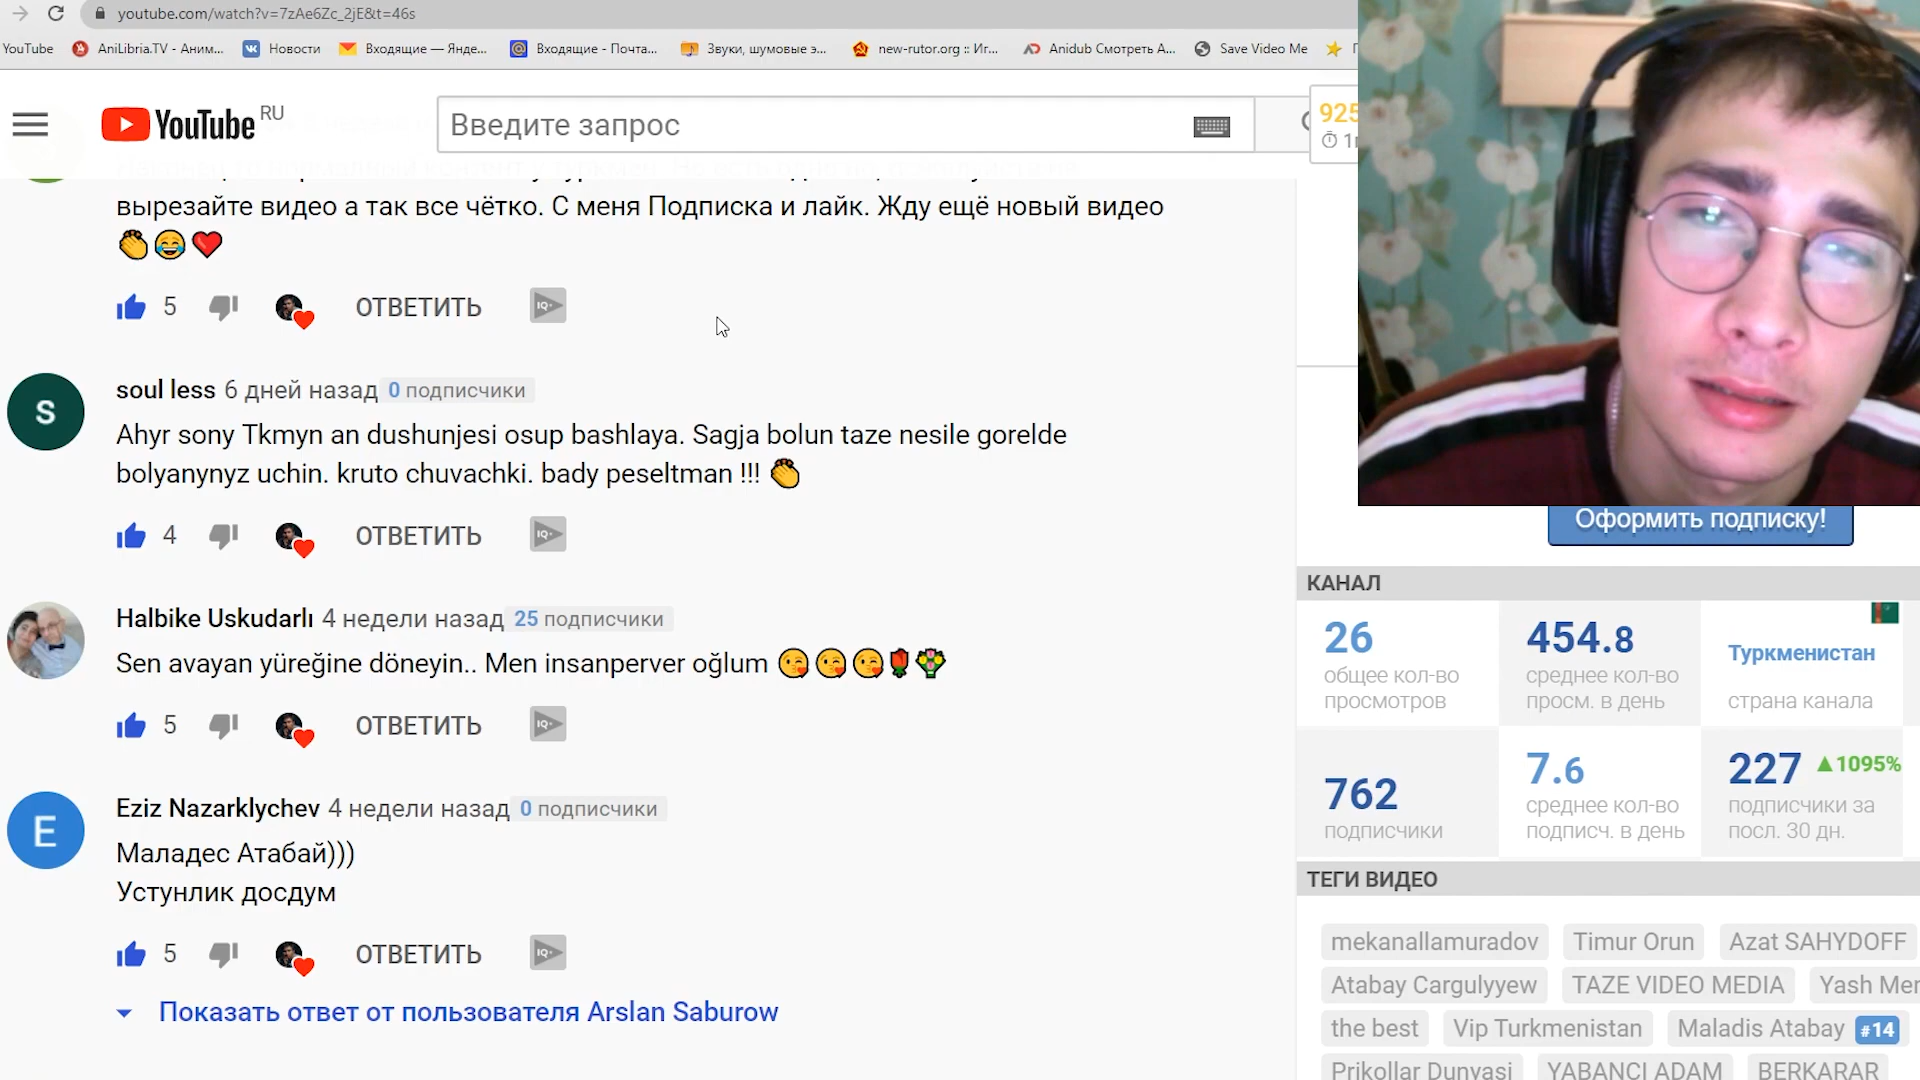 youtube.com/watch?v=7zAe6Zc_2jE&t=46s
YouTube AniLibria.TV - Аним... Новости Входящие — Янде... Входящие - Почта... Звуки, шумовые э... new-rutor.org :: Иг... Anidub Смотреть А... Save Video Me
YouTube RU
Введите запрос
925
вырезайте видео а так все чётко. С меня Подписка и лайк. Жду ещё новый видео
👏😂❤️
5 ОТВЕТИТЬ
soul less 6 дней назад 0 подписчики
Ahyr sony Tkmyn an dushunjesi osup bashlaya. Sagja bolun taze nesile gorelde
bolyanynyz uchin. kruto chuvachki. bady peseltman !!! 👏
4 ОТВЕТИТЬ
Halbike Uskudarlı 4 недели назад 25 подписчики
Sen avayan yüreğine döneyin.. Men insanperver oğlum 😘😘😘🌹💐
5 ОТВЕТИТЬ
Eziz Nazarklychev 4 недели назад 0 подписчики
Маладес Атабай)))
Устунлик досдум
5 ОТВЕТИТЬ
Показать ответ от пользователя Arslan Saburow
Оформить подписку!
КАНАЛ
26
общее кол-во
просмотров
454.8
среднее кол-во
просм. в день
Туркменистан
страна канала
762
подписчики
7.6
среднее кол-во
подписч. в день
227 ▲1095%
подписчики за
посл. 30 дн.
ТЕГИ ВИДЕО
mekanallamuradov Timur Orun Azat SAHYDOFF
Atabay Cargulyyew TAZE VIDEO MEDIA Yash
the best Vip Turkmenistan Maladis Atabay #14
Prikollar Dunyasi YABANCI ADAM BERKARAR